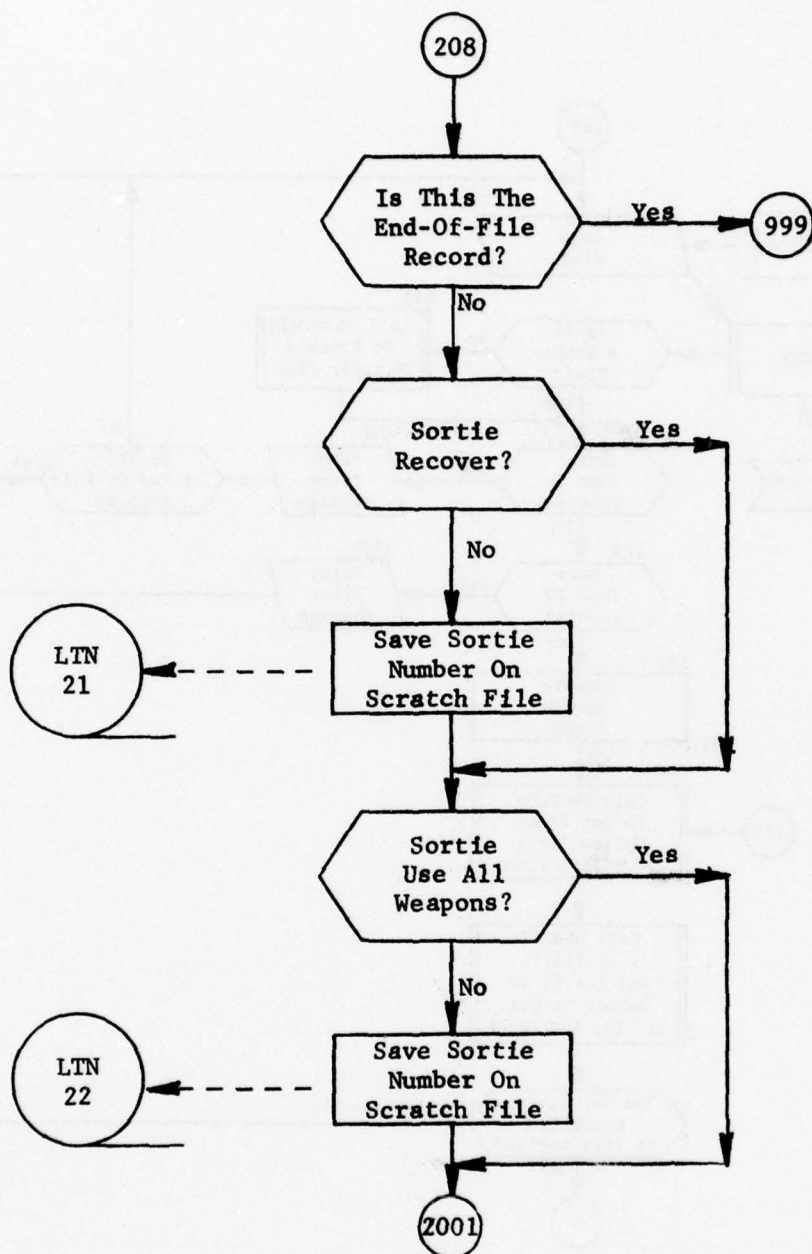 208
Is This The
End-Of-File
Record?
Yes
999
No
Sortie
Recover?
Yes
No
LTN
21
Save Sortie
Number On
Scratch File
Sortie
Use All
Weapons?
Yes
No
LTN
22
Save Sortie
Number On
Scratch File
2001